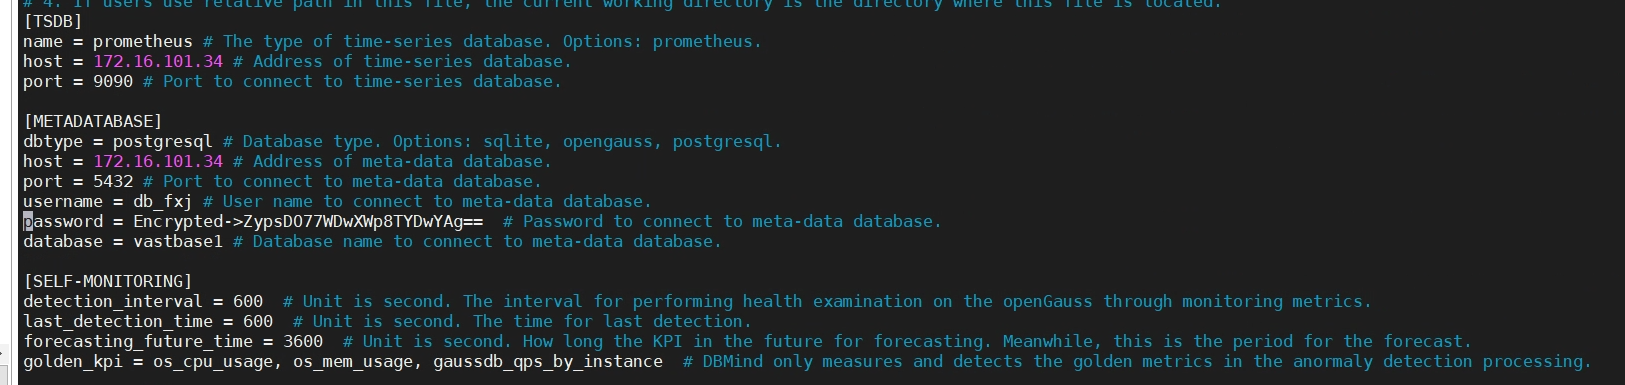 # 4. If users use relative path in this file, the current working directory is the directory where this file is located.
[TSDB]
name = prometheus # The type of time-series database. Options: prometheus.
host = 172.16.101.34 # Address of time-series database.
port = 9090 # Port to connect to time-series database.
[METADATABASE]
dbtype = postgresql # Database type. Options: sqlite, opengauss, postgresql.
host = 172.16.101.34 # Address of meta-data database.
port = 5432 # Port to connect to meta-data database.
username = db_fxj # User name to connect to meta-data database.
password = Encrypted->ZypsDO77WDwXWp8TYDwYAg==  # Password to connect to meta-data database.
database = vastbase1 # Database name to connect to meta-data database.
[SELF-MONITORING]
detection_interval = 600  # Unit is second. The interval for performing health examination on the openGauss through monitoring metrics.
last_detection_time = 600  # Unit is second. The time for last detection.
forecasting_future_time = 3600  # Unit is second. How long the KPI in the future for forecasting. Meanwhile, this is the period for the forecast.
golden_kpi = os_cpu_usage, os_mem_usage, gaussdb_qps_by_instance  # DBMind only measures and detects the golden metrics in the anormaly detection processing.